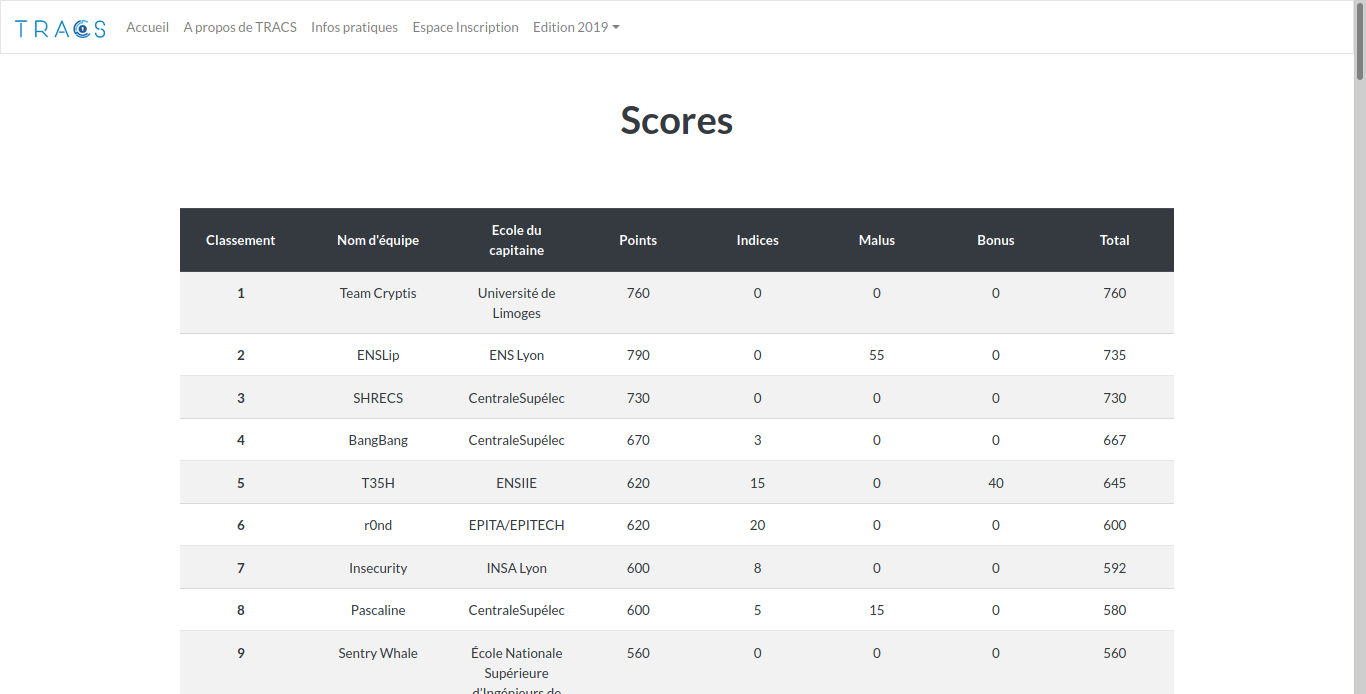 TRACS Accueil A propos de TRACS Infos pratiques Espace Inscription Edition 2019
Scores
Classement Nom d'équipe Ecole du capitaine Points Indices Malus Bonus Total
1 Team Cryptis Université de Limoges 760 0 0 0 760
2 ENSLip ENS Lyon 790 0 55 0 735
3 SHRECS CentraleSupélec 730 0 0 0 730
4 BangBang CentraleSupélec 670 3 0 0 667
5 T35H ENSIIE 620 15 0 40 645
6 r0nd EPITA/EPITECH 620 20 0 0 600
7 Insecurity INSA Lyon 600 8 0 0 592
8 Pascaline CentraleSupélec 600 5 15 0 580
9 Sentry Whale École Nationale Supérieure d'Ingénieurs de 560 0 0 0 560